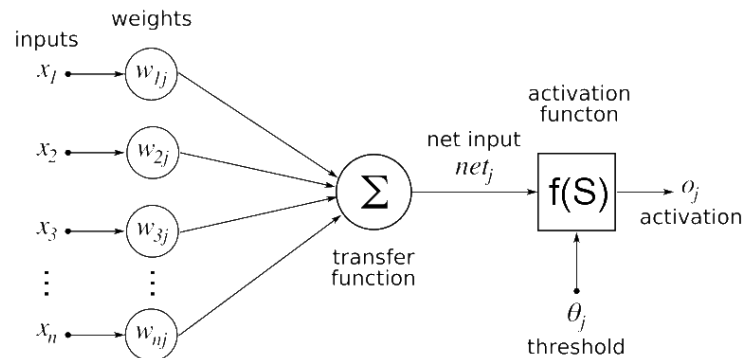 weights
inputs
x₁
w₁ⱼ
activation
functon
x₂
w₂ⱼ
net input
netⱼ
Σ
f(S)
oⱼ
activation
x₃
w₃ⱼ
transfer
function
⋮
⋮
xₙ
wₙⱼ
θⱼ
threshold